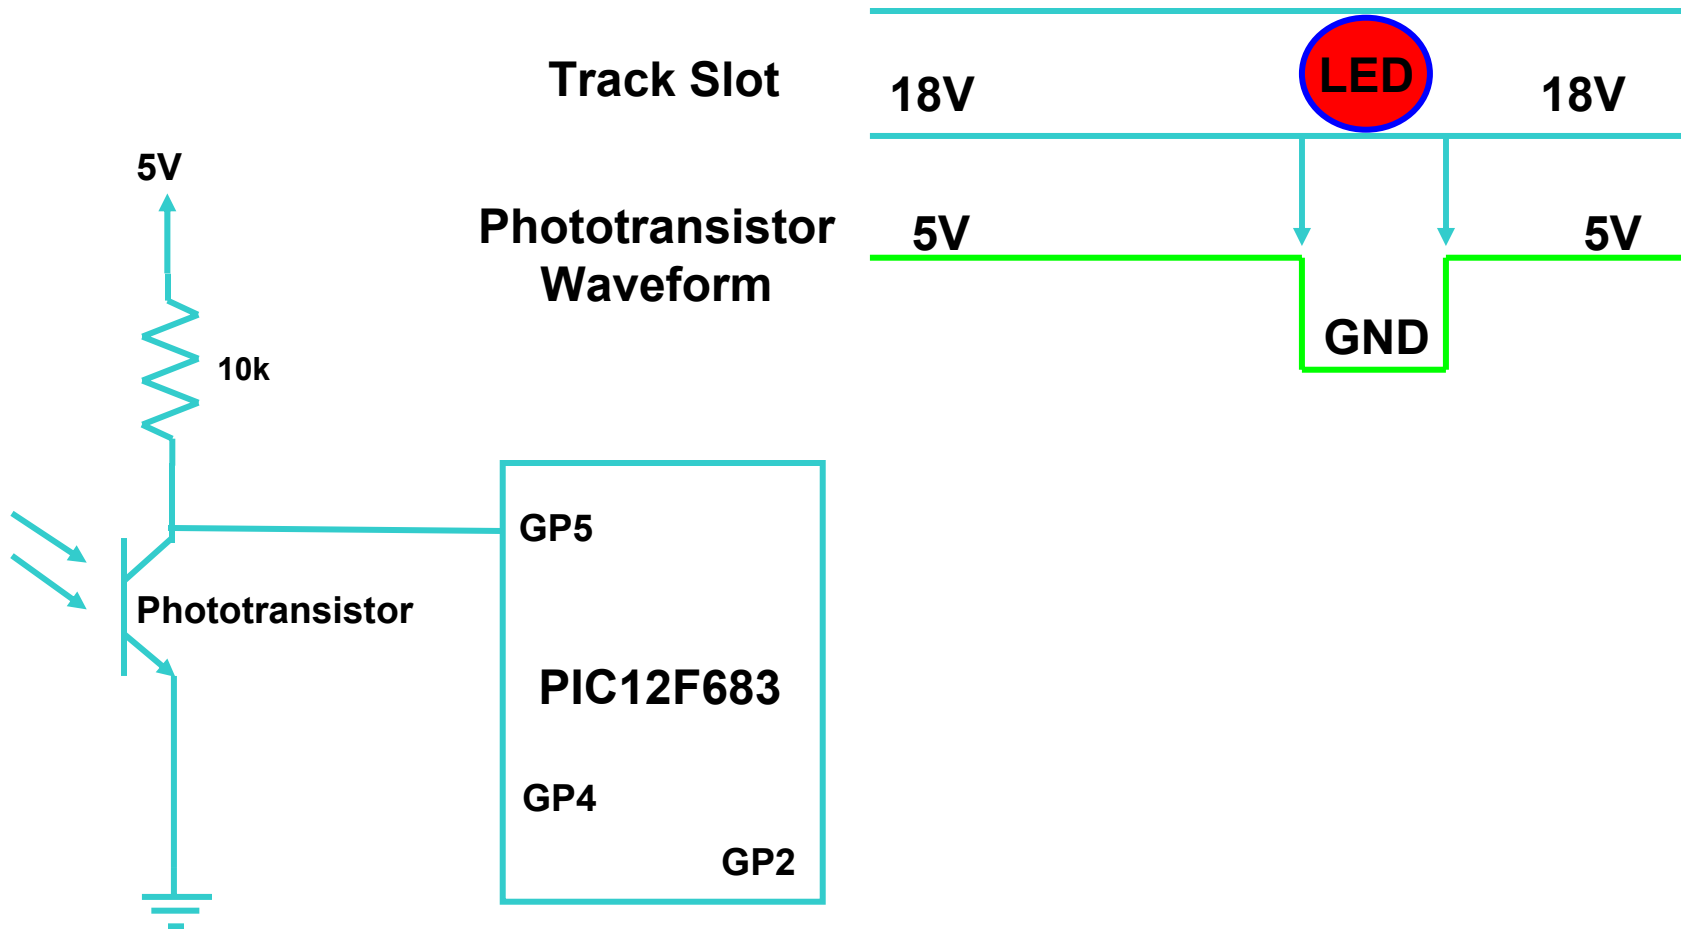 Track Slot
18V
LED
18V
5V
Phototransistor
Waveform
5V
5V
GND
10k
GP5
Phototransistor
PIC12F683
GP4
GP2